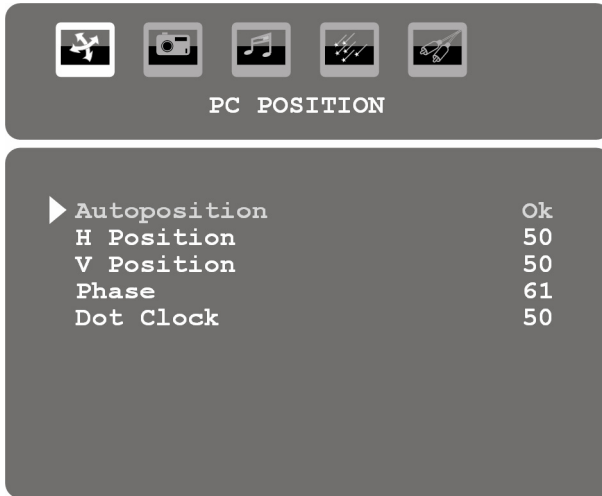 PC POSITION
Autoposition Ok
H Position 50
V Position 50
Phase 61
Dot Clock 50